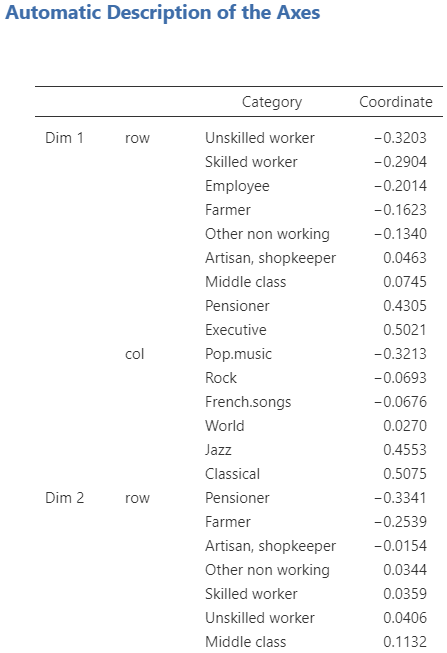 Automatic Description of the Axes
Category Coordinate
Dim 1 row Unskilled worker −0.3203
Skilled worker −0.2904
Employee −0.2014
Farmer −0.1623
Other non working −0.1340
Artisan, shopkeeper 0.0463
Middle class 0.0745
Pensioner 0.4305
Executive 0.5021
col Pop.music −0.3213
Rock −0.0693
French.songs −0.0676
World 0.0270
Jazz 0.4553
Classical 0.5075
Dim 2 row Pensioner −0.3341
Farmer −0.2539
Artisan, shopkeeper −0.0154
Other non working 0.0344
Skilled worker 0.0359
Unskilled worker 0.0406
Middle class 0.1132